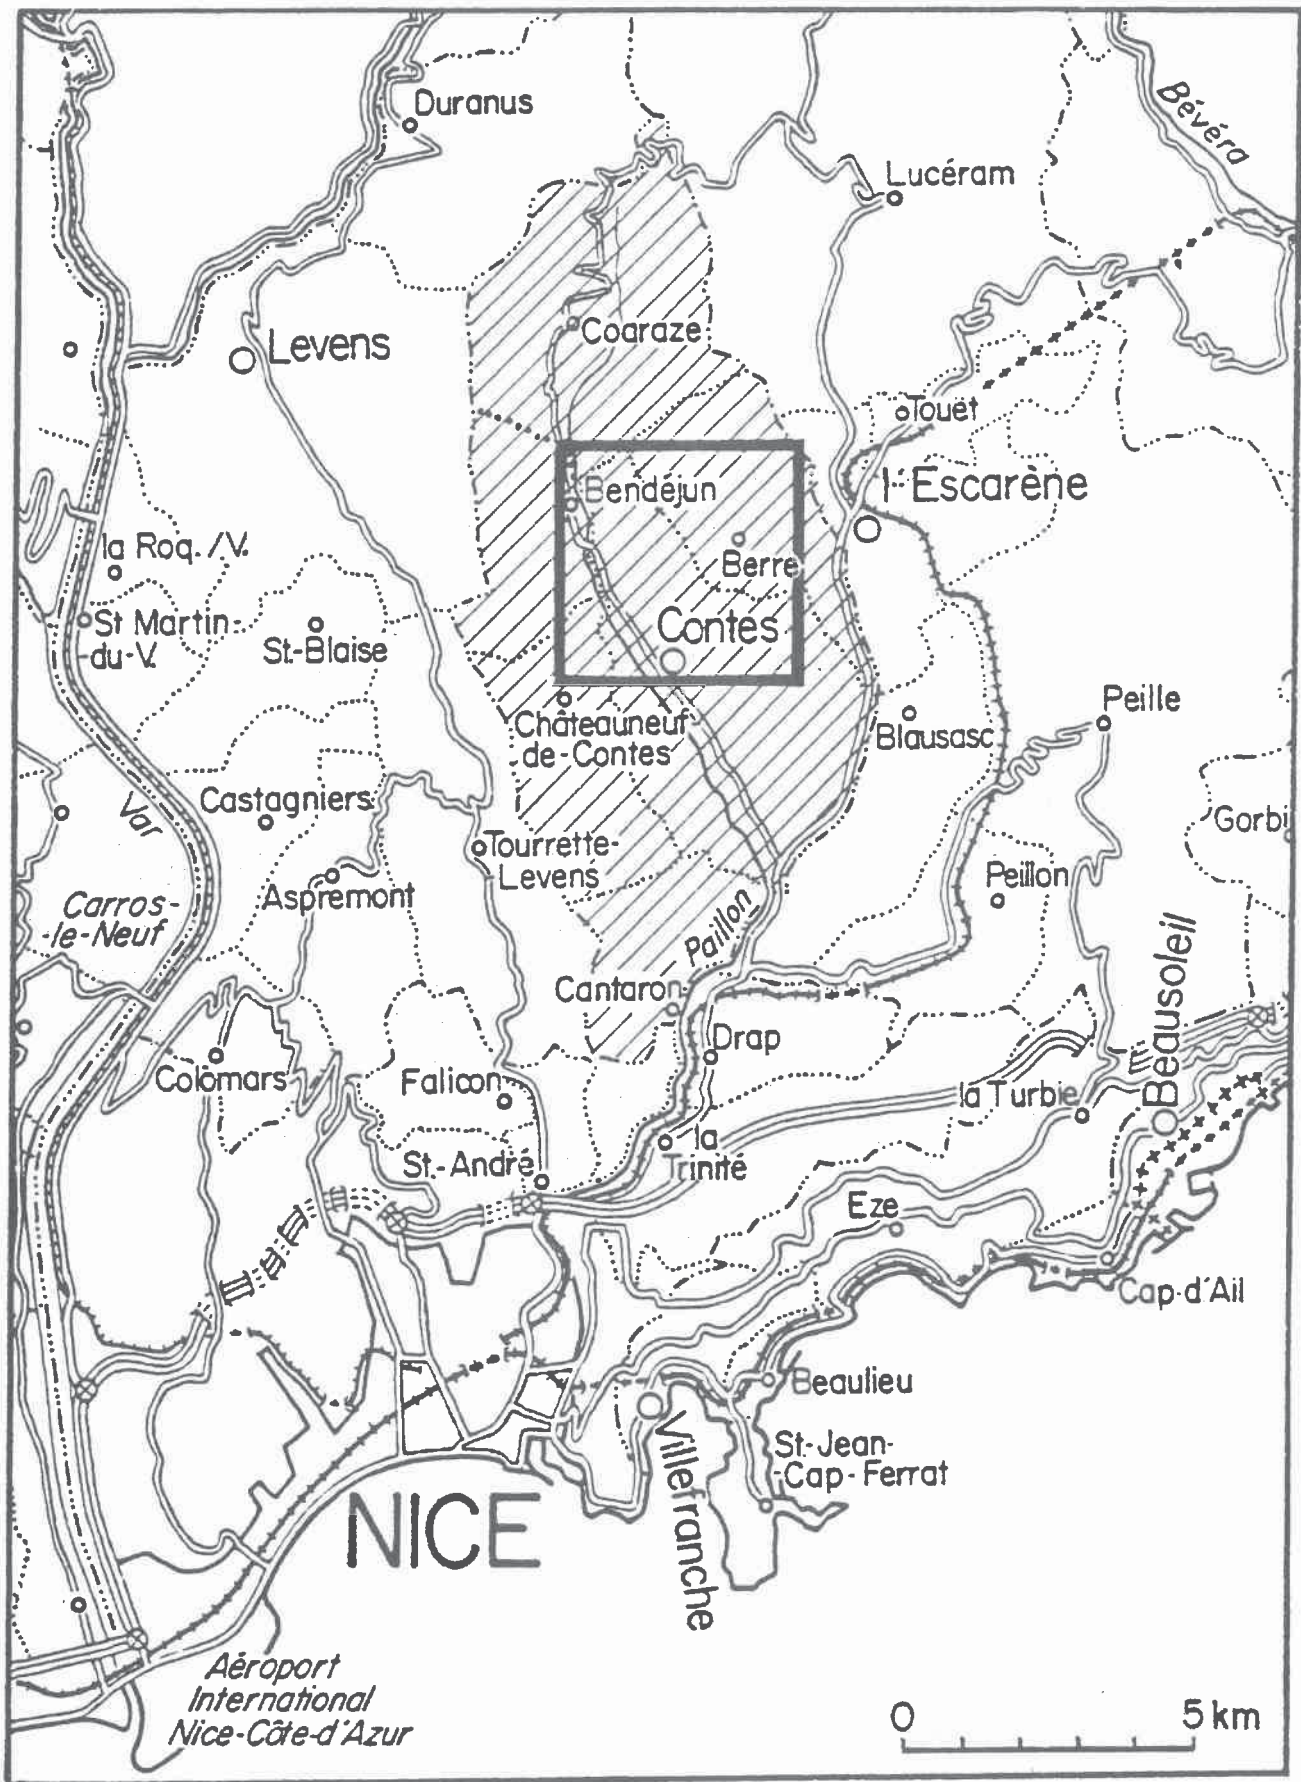 Duranus
Bévéra
Lucéram
Coaraze
Levens
Touët
l'Escarène
Bendéjun
la Roq./V.
Berre
St Martin-
-du-V.
St.-Blaise
Contes
Peille
Châteauneuf
-de-Contes
Blausasc
Castagniers
Var
Gorbi
Tourrette-
Levens
Aspremont
Peillon
Carros-
-le-Neuf
Paillon
Beausoleil
Cantaron
Drap
Colomars
Falicon
la Turbie
la
Trinité
St.-André
Eze
Cap-d'Ail
Beaulieu
St.-Jean-
-Cap-Ferrat
Villefranche
NICE
Aéroport
International
Nice-Côte-d'Azur
0 5 km